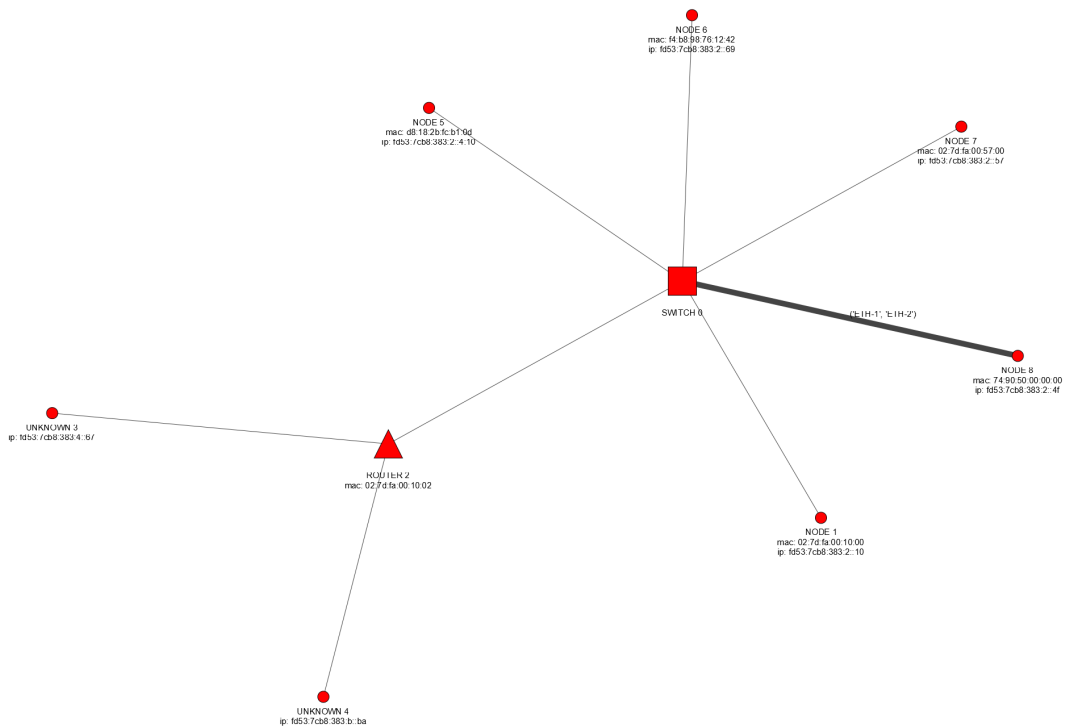 NODE 6
mac: f4:b8:98:76:12:42
ip: fd53:7cb8:383:2::69
NODE 5
mac: d8:18:2b:fc:b1:0d
ip: fd53:7cb8:383:2::4:10
NODE 7
mac: 02:7d:fa:00:57:00
ip: fd53:7cb8:383:2::57
SWITCH 0
('ETH-1', 'ETH-2')
NODE 8
mac: 74:90:50:00:00:00
ip: fd53:7cb8:383:2::4f
UNKNOWN 3
ip: fd53:7cb8:383:4::67
ROUTER 2
mac: 02:7d:fa:00:10:02
NODE 1
mac: 02:7d:fa:00:10:00
ip: fd53:7cb8:383:2::10
UNKNOWN 4
ip: fd53:7cb8:383:b::ba